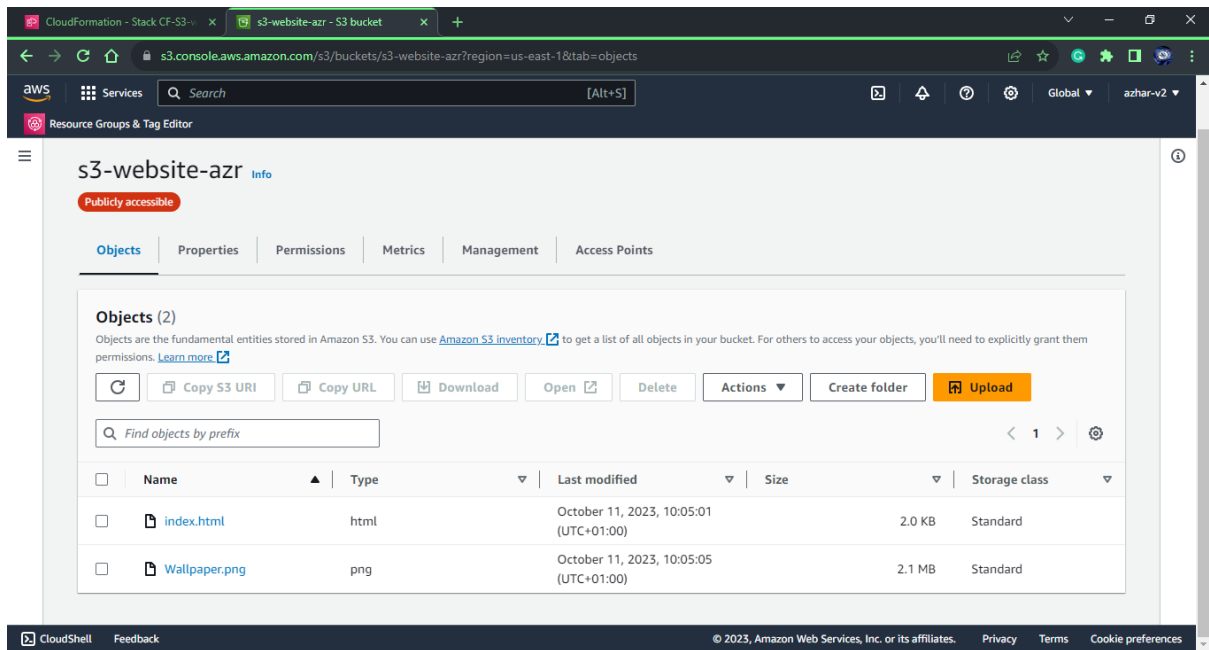 CloudFormation - Stack CF-S3-w
s3-website-azr - S3 bucket
s3.console.aws.amazon.com/s3/buckets/s3-website-azr?region=us-east-1&tab=objects
aws
Services
Search
[Alt+S]
Global
azhar-v2
Resource Groups & Tag Editor
s3-website-azr Info
Publicly accessible
Objects Properties Permissions Metrics Management Access Points
Objects (2)
Objects are the fundamental entities stored in Amazon S3. You can use Amazon S3 inventory to get a list of all objects in your bucket. For others to access your objects, you'll need to explicitly grant them
permissions. Learn more
Copy S3 URI Copy URL Download Open Delete Actions Create folder Upload
Find objects by prefix
1
Name Type Last modified Size Storage class
index.html html October 11, 2023, 10:05:01 (UTC+01:00) 2.0 KB Standard
Wallpaper.png png October 11, 2023, 10:05:05 (UTC+01:00) 2.1 MB Standard
CloudShell Feedback © 2023, Amazon Web Services, Inc. or its affiliates. Privacy Terms Cookie preferences